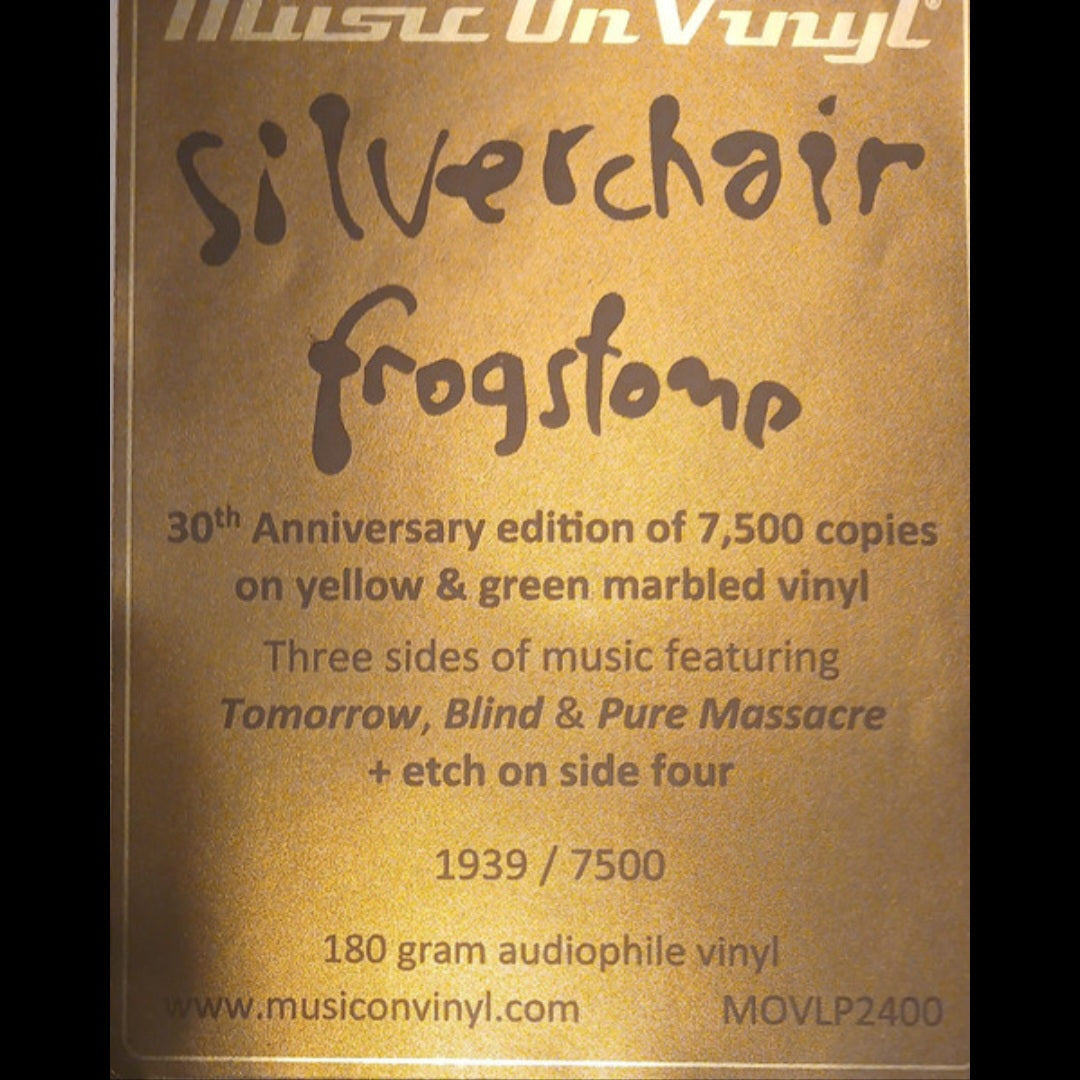 Music On Vinyl®
silverchair
frogstomp
30th Anniversary edition of 7,500 copies
on yellow & green marbled vinyl
Three sides of music featuring
Tomorrow, Blind & Pure Massacre
+ etch on side four
1939 / 7500
180 gram audiophile vinyl
www.musiconvinyl.com MOVLP2400